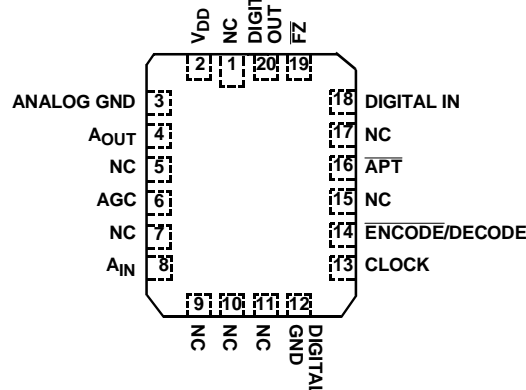 VDD
NC
DIGIT
OUT
FZ
2
1
20
19
ANALOG GND 3
AOUT 4
NC 5
AGC 6
NC 7
AIN 8
18 DIGITAL IN
17 NC
16 APT
15 NC
14 ENCODE/DECODE
13 CLOCK
9
10
11
12
NC
NC
NC
DIGITAL
GND